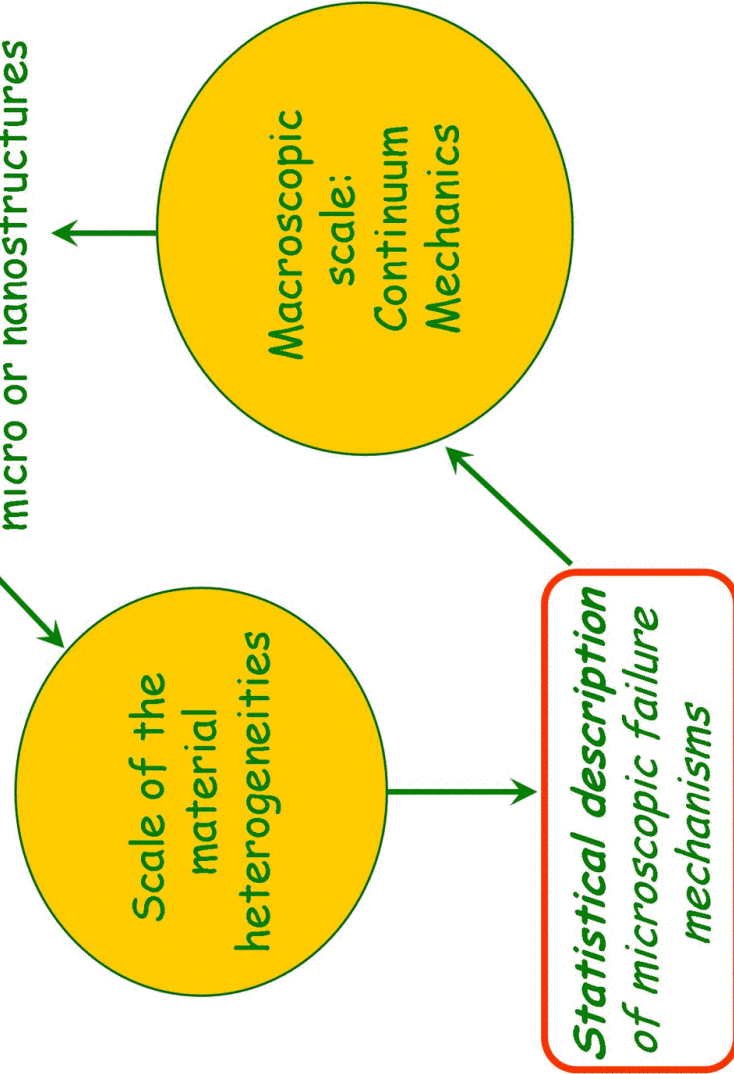 micro or nanostructures
Scale of the
material
heterogeneities
Macroscopic
scale:
Continuum
Mechanics
Statistical description
of microscopic failure
mechanisms